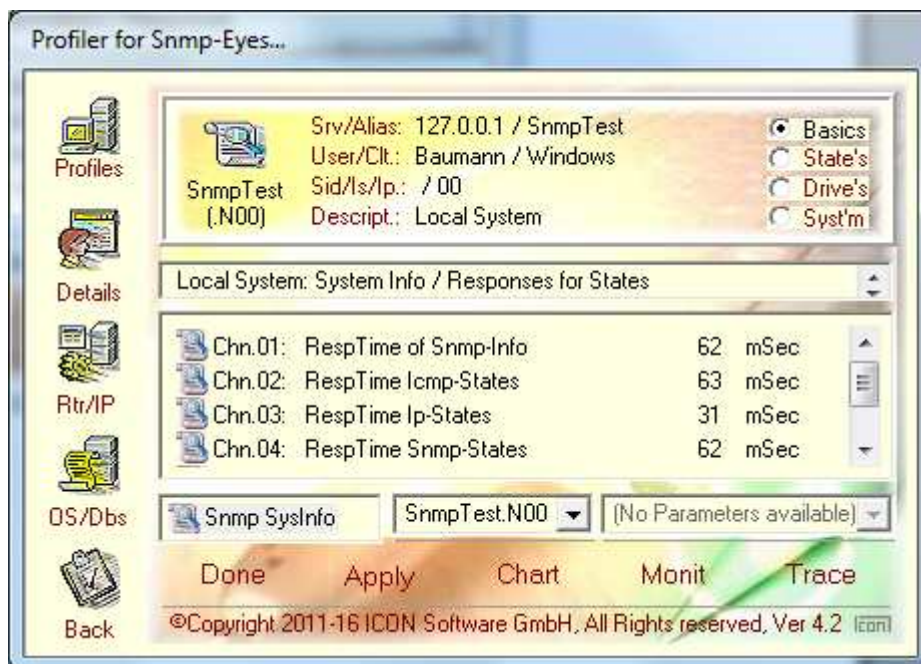 Profiler for Snmp-Eyes...
Profiles
Details
Rtr/IP
OS/Dbs
Back
SnmpTest
(.N00)
Srv/Alias: 127.0.0.1 / SnmpTest
User/Clt.: Baumann / Windows
Sid/Is/Ip.: / 00
Descript.: Local System
Basics
State's
Drive's
Syst'm
Local System: System Info / Responses for States
Chn.01: RespTime of Snmp-Info 62 mSec
Chn.02: RespTime Icmp-States 63 mSec
Chn.03: RespTime Ip-States 31 mSec
Chn.04: RespTime Snmp-States 62 mSec
Snmp SysInfo SnmpTest.N00 (No Parameters available)
Done Apply Chart Monit Trace
©Copyright 2011-16 ICON Software GmbH, All Rights reserved, Ver 4.2 Icon